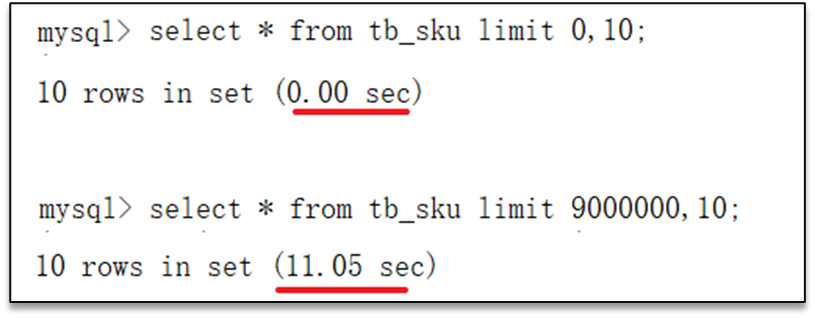 mysql> select * from tb_sku limit 0,10;
10 rows in set (0.00 sec)
mysql> select * from tb_sku limit 9000000,10;
10 rows in set (11.05 sec)